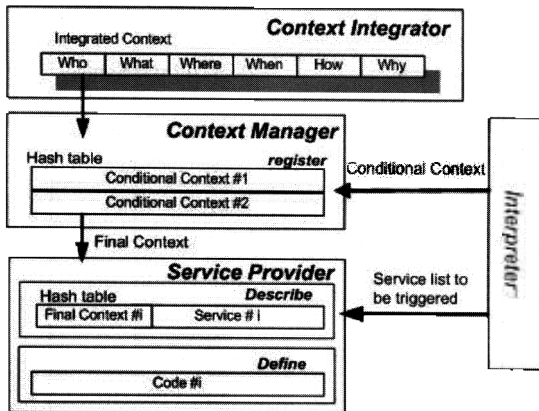 Context Integrator
Integrated Context
Who What Where When How Why
Context Manager
Hash table register
Conditional Context #1
Conditional Context #2
Conditional Context
Interpreter
Final Context
Service Provider
Hash table Describe
Final Context #i Service # i
Service list to
be triggered
Define
Code #i